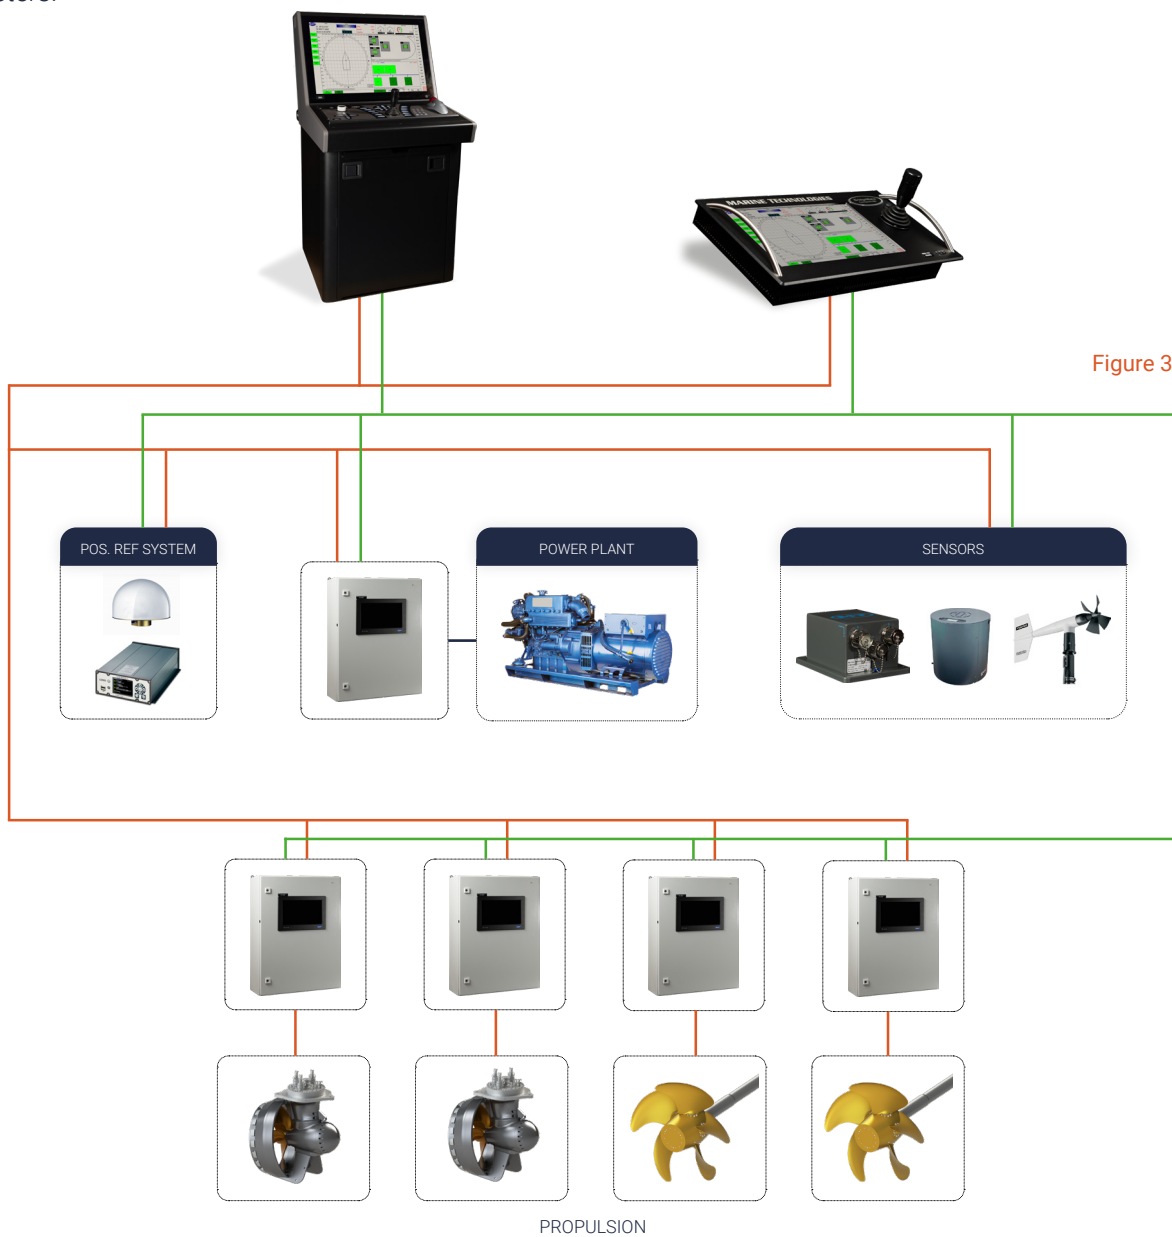 MARINE TECHNOLOGIES
Figure 3
POS. REF SYSTEM
POWER PLANT
SENSORS
PROPULSION